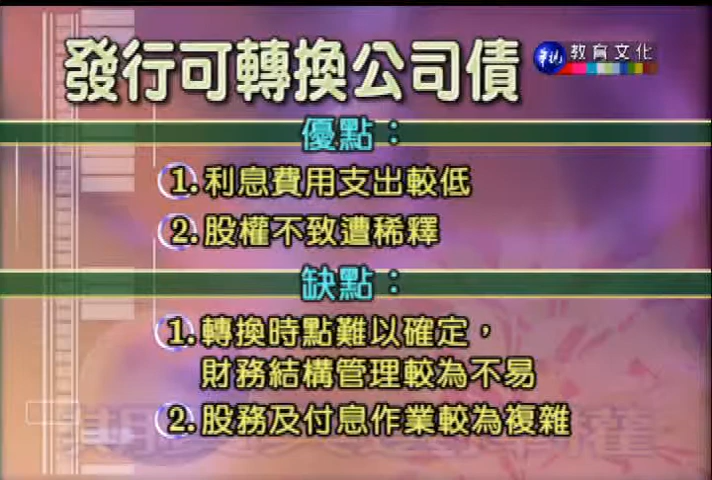 發行可轉換公司債
華視 教育文化
優點：
1.利息費用支出較低
2.股權不致遭稀釋
缺點：
1.轉換時點難以確定，
財務結構管理較為不易
2.股務及付息作業較為複雜